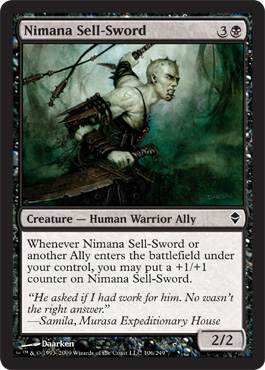 Nimana Sell-Sword 3
DAARKEN
Creature — Human Warrior Ally
Whenever Nimana Sell-Sword or
another Ally enters the battlefield under
your control, you may put a +1/+1
counter on Nimana Sell-Sword.
“He asked if I had work for him. No wasn’t
the right answer.”
—Samila, Murasa Expeditionary House
Daarken
™ & © 1993–2009 Wizards of the Coast LLC 106/249
2/2